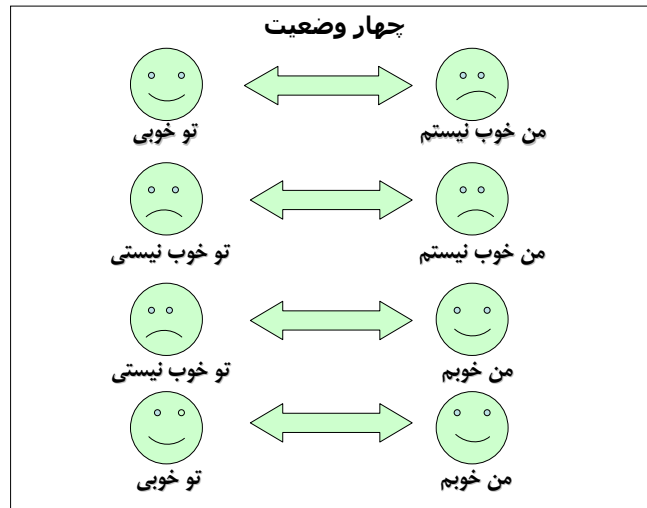 چهار وضعیت
من خوب نیستم
تو خوبی
من خوب نیستم
تو خوب نیستی
من خوبم
تو خوب نیستی
من خوبم
تو خوبی